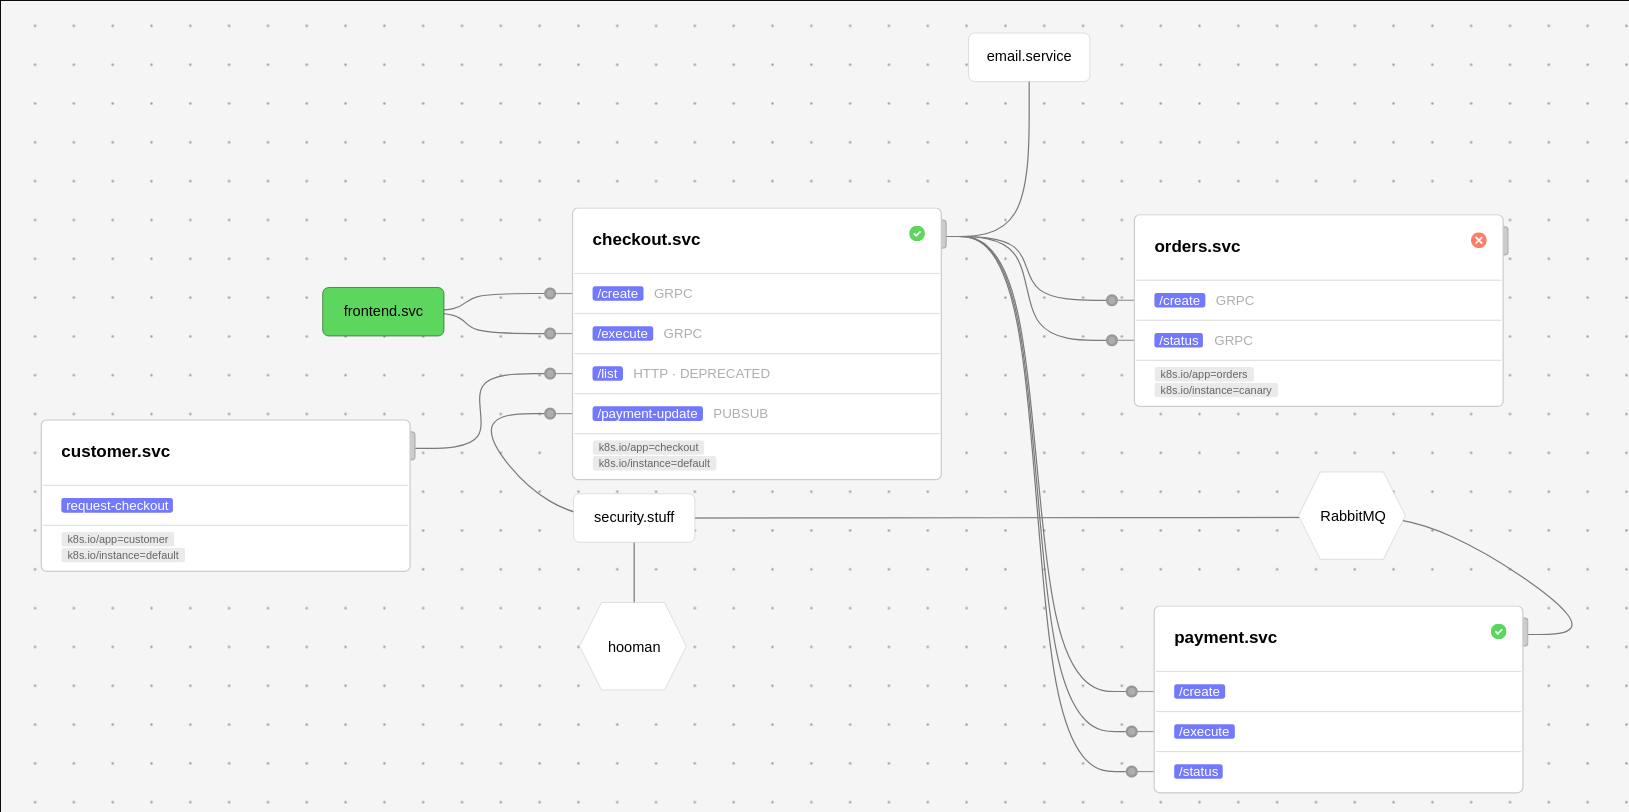 email.service
checkout.svc
/create GRPC
/execute GRPC
/list HTTP · DEPRECATED
/payment-update PUBSUB
k8s.io/app=checkout
k8s.io/instance=default
orders.svc
/create GRPC
/status GRPC
k8s.io/app=orders
k8s.io/instance=canary
frontend.svc
customer.svc
request-checkout
k8s.io/app=customer
k8s.io/instance=default
security.stuff
RabbitMQ
hooman
payment.svc
/create
/execute
/status